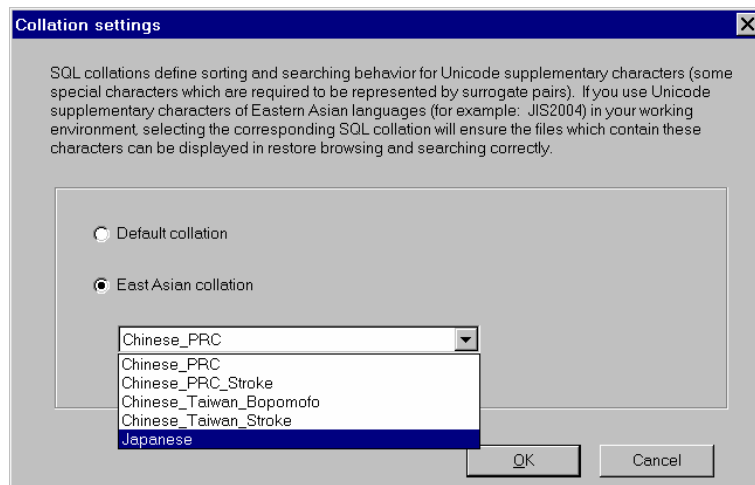 Collation settings
SQL collations define sorting and searching behavior for Unicode supplementary characters (some
special characters which are required to be represented by surrogate pairs). If you use Unicode
supplementary characters of Eastern Asian languages (for example: JIS2004) in your working
environment, selecting the corresponding SQL collation will ensure the files which contain these
characters can be displayed in restore browsing and searching correctly.
Default collation
East Asian collation
Chinese_PRC
Chinese_PRC
Chinese_PRC_Stroke
Chinese_Taiwan_Bopomofo
Chinese_Taiwan_Stroke
Japanese
OK Cancel